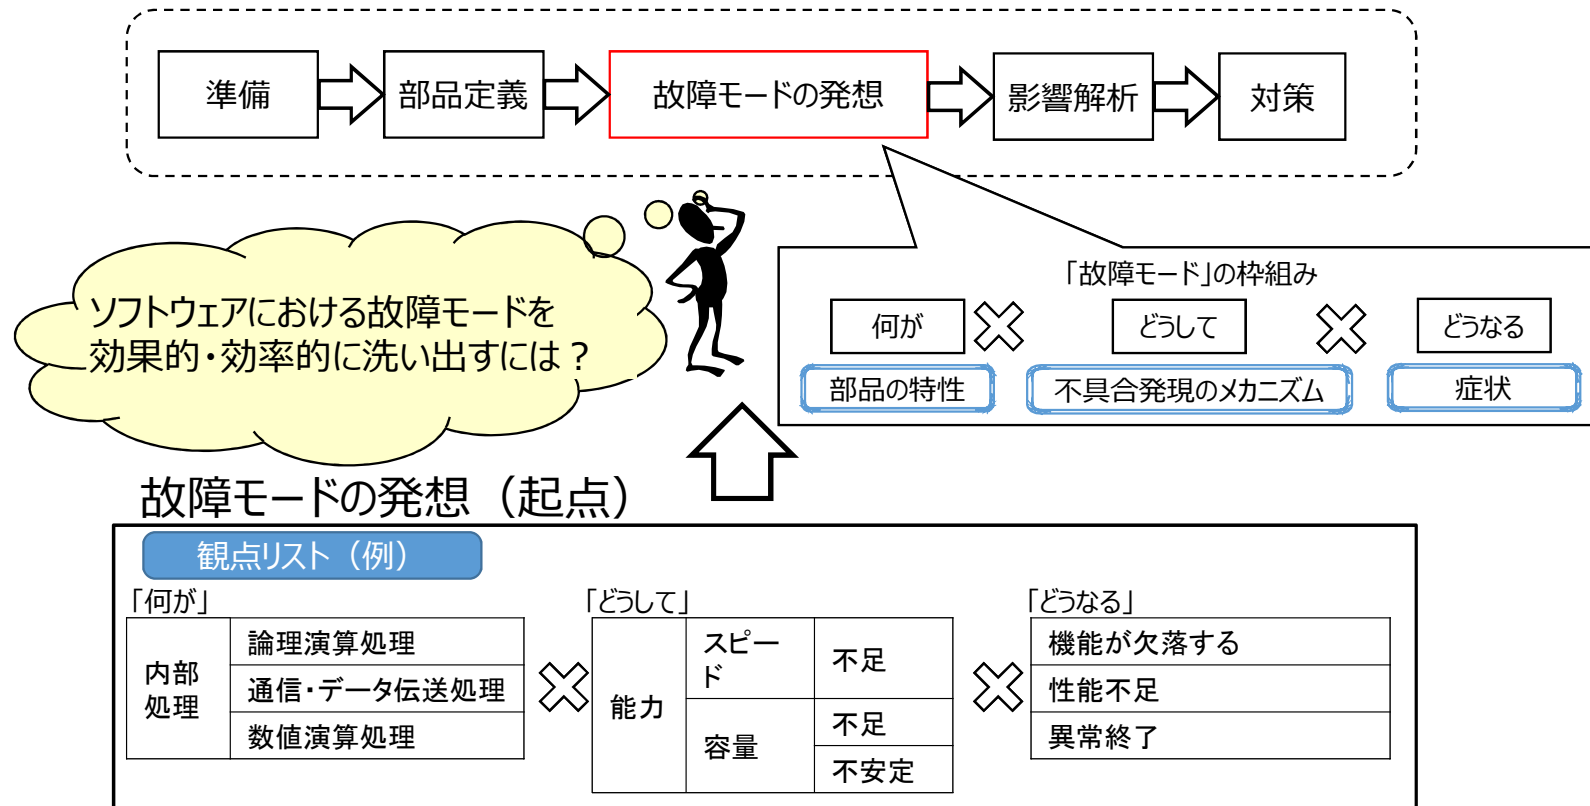 準備
部品定義
故障モードの発想
影響解析
対策
ソフトウェアにおける故障モードを
効果的・効率的に洗い出すには？
「故障モード」の枠組み
何が
どうして
どうなる
部品の特性
不具合発現のメカニズム
症状
故障モードの発想（起点）
観点リスト（例）
「何が」
内部
処理
論理演算処理
通信・データ伝送処理
数値演算処理
「どうして」
能力
スピー
ド
不足
容量
不足
不安定
「どうなる」
機能が欠落する
性能不足
異常終了